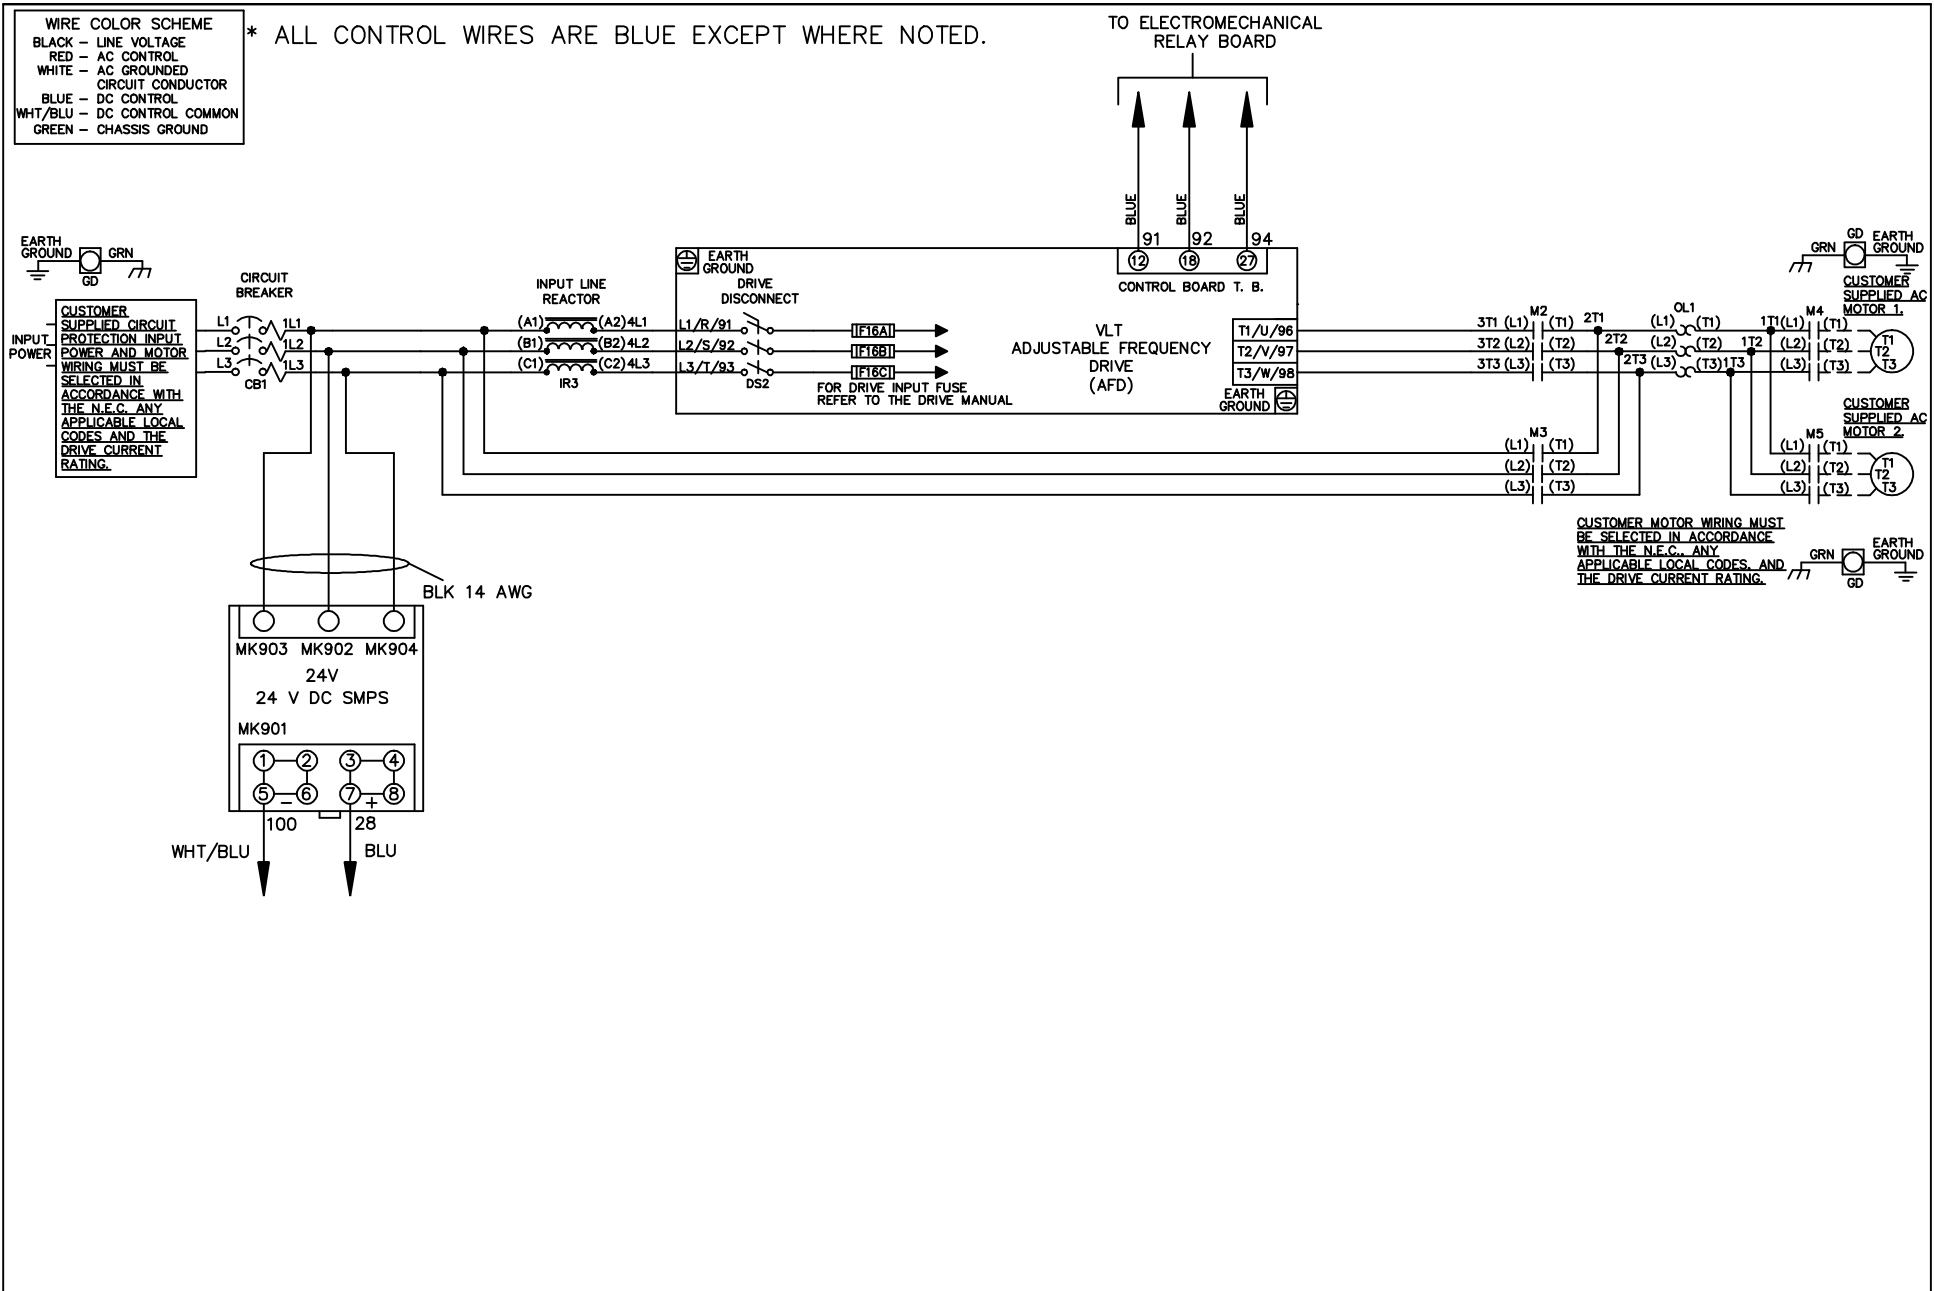 WIRE COLOR SCHEME
BLACK – LINE VOLTAGE
RED – AC CONTROL
WHITE – AC GROUNDED
CIRCUIT CONDUCTOR
BLUE – DC CONTROL
WHT/BLU – DC CONTROL COMMON
GREEN – CHASSIS GROUND
* ALL CONTROL WIRES ARE BLUE EXCEPT WHERE NOTED.
TO ELECTROMECHANICAL
RELAY BOARD
BLUE
BLUE
BLUE
91 92 94
12 18 27
CONTROL BOARD T. B.
EARTH
GROUND
GRN
GD
INPUT
POWER
CUSTOMER
SUPPLIED CIRCUIT
PROTECTION INPUT
POWER AND MOTOR
WIRING MUST BE
SELECTED IN
ACCORDANCE WITH
THE N.E.C. ANY
APPLICABLE LOCAL
CODES AND THE
DRIVE CURRENT
RATING.
CIRCUIT
BREAKER
L1 1L1
L2 1L2
L3 1L3
CB1
INPUT LINE
REACTOR
(A1) (A2) 4L1
(B1) (B2) 4L2
(C1) (C2) 4L3
IR3
EARTH
GROUND
DRIVE
DISCONNECT
L1/R/91
L2/S/92
L3/T/93
DS2
F16A
F16B
F16C
FOR DRIVE INPUT FUSE
REFER TO THE DRIVE MANUAL
VLT
ADJUSTABLE FREQUENCY
DRIVE
(AFD)
T1/U/96
T2/V/97
T3/W/98
EARTH
GROUND
M2
3T1 (L1) (T1) 2T1
3T2 (L2) (T2) 2T2
3T3 (L3) (T3) 2T3
M3
(L1) (T1)
(L2) (T2)
(L3) (T3)
OL1
(L1) (T1) 1T1
(L2) (T2) 1T2
(L3) (T3) 1T3
M4
(L1) (T1)
(L2) (T2)
(L3) (T3)
T1
T2
T3
GRN
GD
EARTH
GROUND
CUSTOMER
SUPPLIED AC
MOTOR 1.
CUSTOMER
SUPPLIED AC
MOTOR 2.
M5
(L1) (T1)
(L2) (T2)
(L3) (T3)
T1
T2
T3
CUSTOMER MOTOR WIRING MUST
BE SELECTED IN ACCORDANCE
WITH THE N.E.C., ANY
APPLICABLE LOCAL CODES, AND
THE DRIVE CURRENT RATING.
GRN
GD
EARTH
GROUND
BLK 14 AWG
MK903 MK902 MK904
24V
24 V DC SMPS
MK901
1 2 3 4
5 – 6 7 + 8
100 28
WHT/BLU BLU